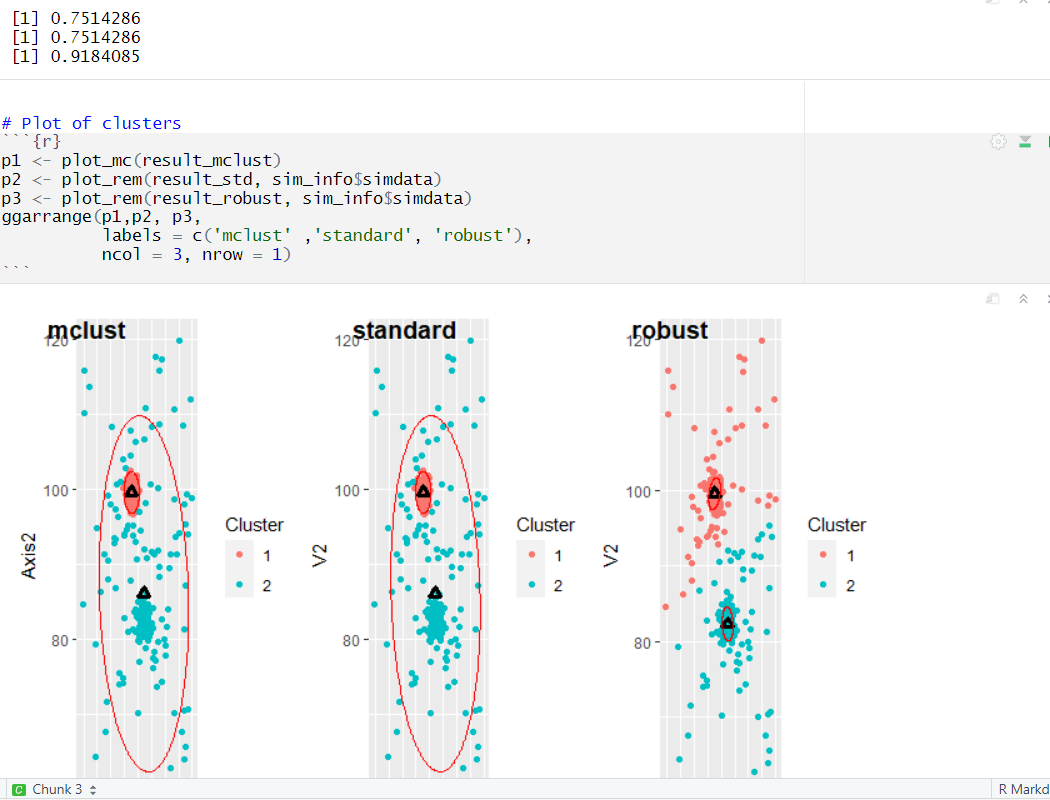 [1] 0.7514286
[1] 0.7514286
[1] 0.9184085
# Plot of clusters
```{r}
p1 <- plot_mc(result_mclust)
p2 <- plot_rem(result_std, sim_info$simdata)
p3 <- plot_rem(result_robust, sim_info$simdata)
ggarrange(p1,p2, p3,
labels = c('mclust' ,'standard', 'robust'),
ncol = 3, nrow = 1)
```
mclust
120
100
80
Axis2
Cluster
1
2
standard
120
100
80
V2
Cluster
1
2
robust
120
100
80
V2
Cluster
1
2
C Chunk 3
R Markd